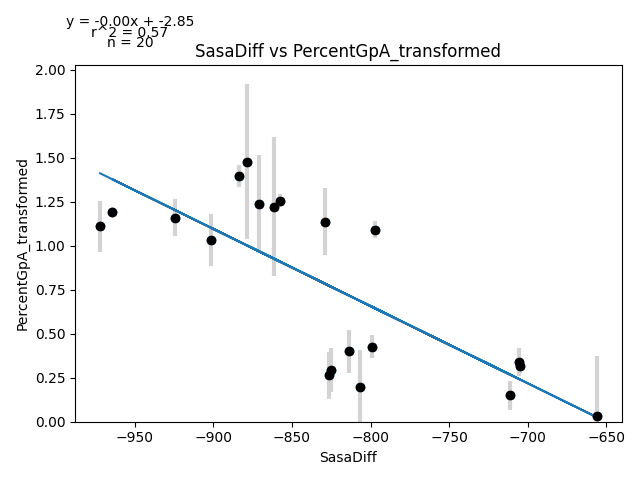 y = -0.00x + -2.85
r^2 = 0.57
n = 20
SasaDiff vs PercentGpA_transformed
2.00
1.75
1.50
1.25
1.00
0.75
0.50
0.25
0.00
PercentGpA_transformed
−950 −900 −850 −800 −750 −700 −650
SasaDiff